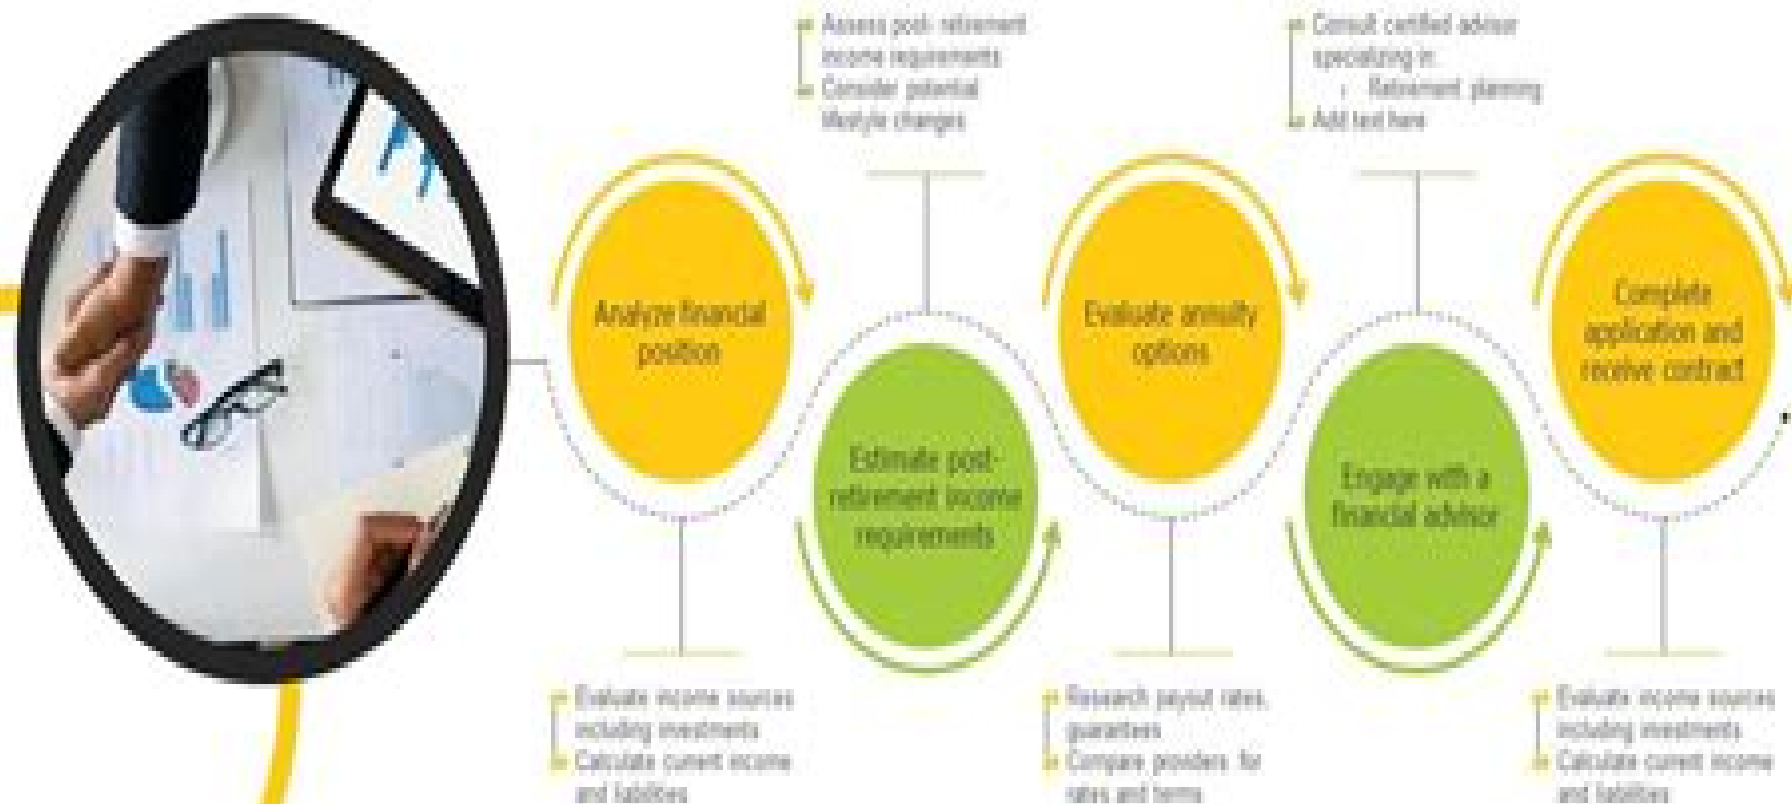 Assess post- retirement
income requirements
Consider potential
lifestyle changes
Consult certified advisor
specializing in:
Retirement planning
Add text here
Analyze financial
position
Estimate post-
retirement income
requirements
Evaluate annuity
options
Engage with a
financial advisor
Complete
application and
receive contract
Evaluate income sources
including investments
Calculate current income
and liabilities
Research payout rates,
guarantees
Compare providers for
rates and terms
Evaluate income sources
including investments
Calculate current income
and liabilities